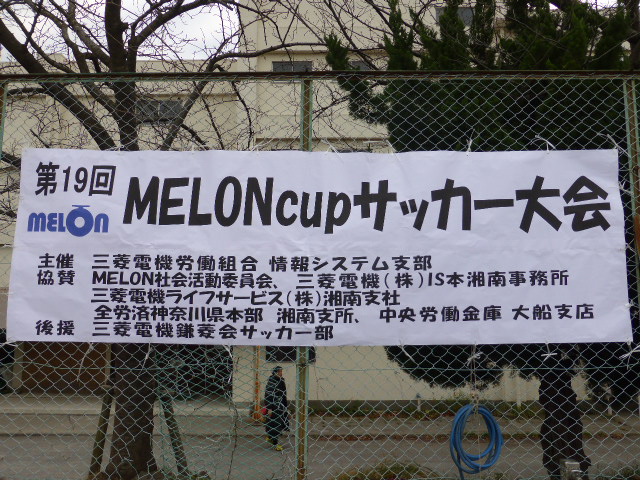 第19回
MELON
MELONcupサッカー大会
主催 三菱電機労働組合 情報システム支部
協賛 MELON社会活動委員会、三菱電機(株)IS本湘南事務所
三菱電機ライフサービス(株)湘南支社
全労済神奈川県本部 湘南支所、中央労働金庫 大船支店
後援 三菱電機鎌菱会サッカー部